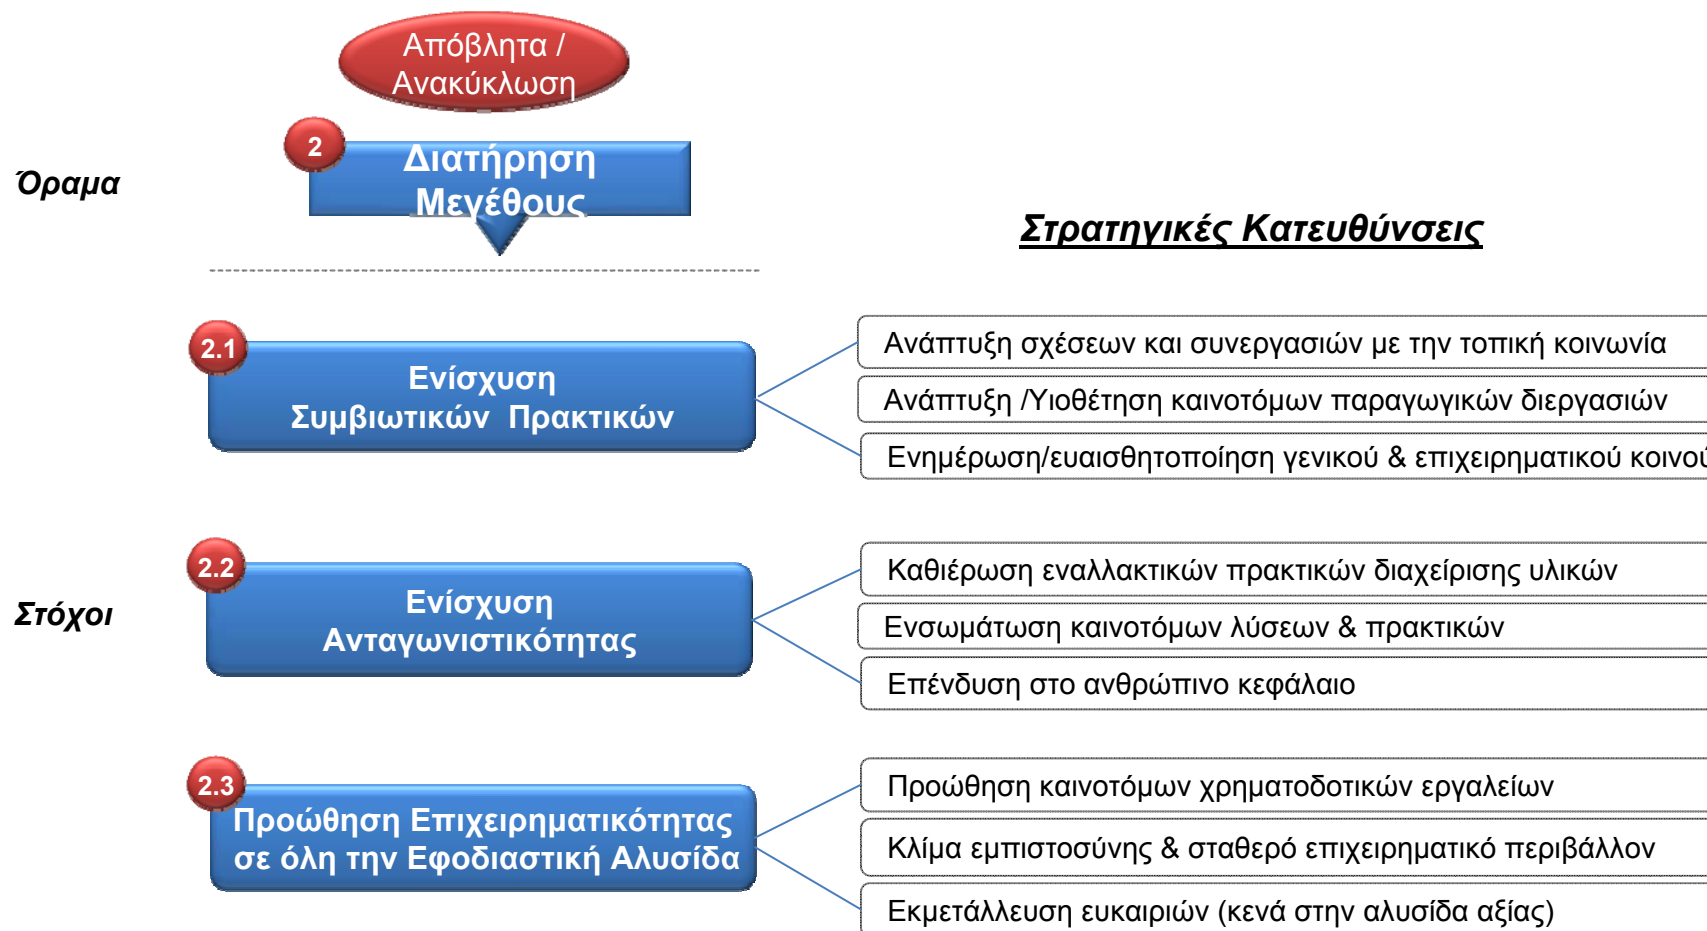 Απόβλητα /
Ανακύκλωση
2
Διατήρηση
Μεγέθους
Όραμα
Στρατηγικές Κατευθύνσεις
2.1
Ενίσχυση
Συμβιωτικών Πρακτικών
Ανάπτυξη σχέσεων και συνεργασιών με την τοπική κοινωνία
Ανάπτυξη /Υιοθέτηση καινοτόμων παραγωγικών διεργασιών
Ενημέρωση/ευαισθητοποίηση γενικού & επιχειρηματικού κοινού
Στόχοι
2.2
Ενίσχυση
Ανταγωνιστικότητας
Καθιέρωση εναλλακτικών πρακτικών διαχείρισης υλικών
Ενσωμάτωση καινοτόμων λύσεων & πρακτικών
Επένδυση στο ανθρώπινο κεφάλαιο
2.3
Προώθηση Επιχειρηματικότητας
σε όλη την Εφοδιαστική Αλυσίδα
Προώθηση καινοτόμων χρηματοδοτικών εργαλείων
Κλίμα εμπιστοσύνης & σταθερό επιχειρηματικό περιβάλλον
Εκμετάλλευση ευκαιριών (κενά στην αλυσίδα αξίας)